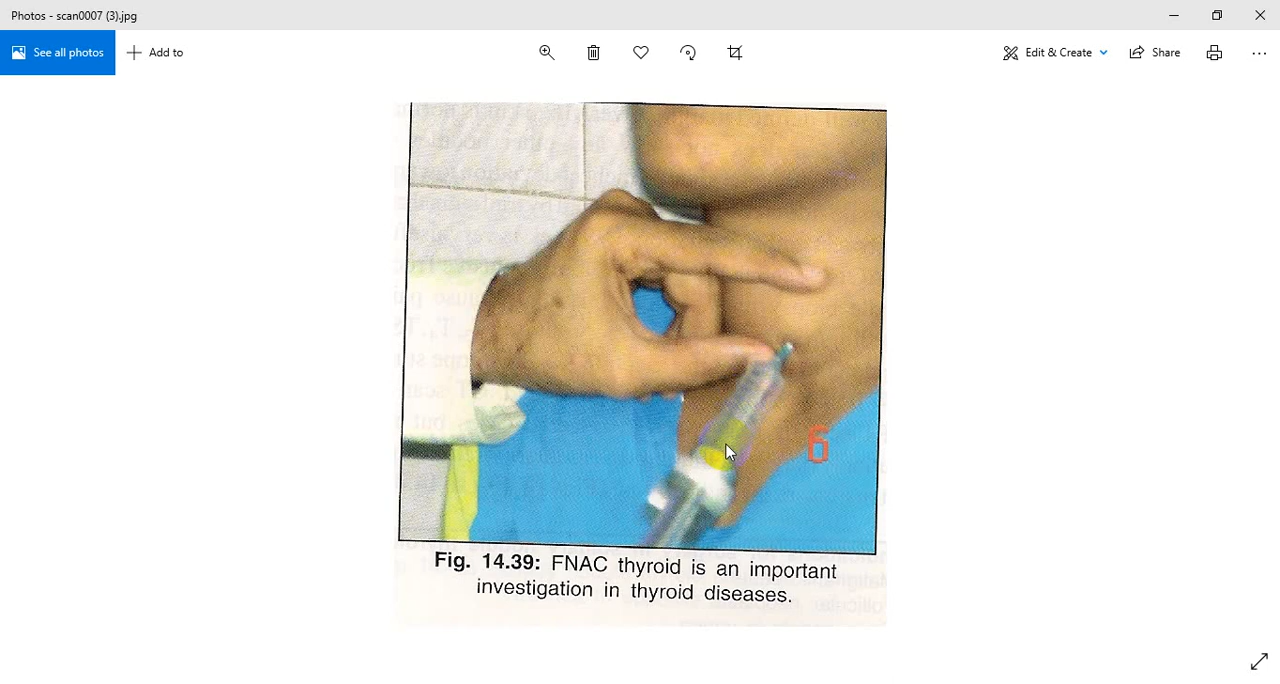 Photos - scan0007 (3).jpg
See all photos
Add to
Edit & Create
Share
6
Fig. 14.39: FNAC thyroid is an important
investigation in thyroid diseases.